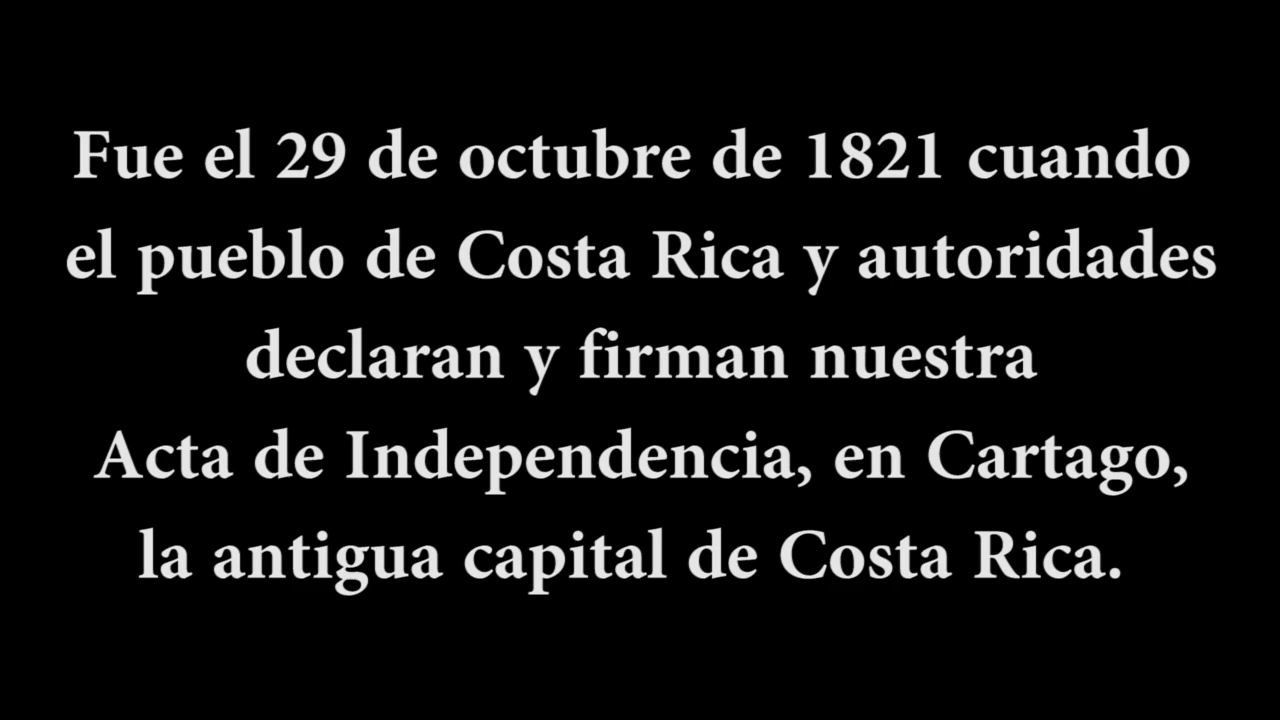 Fue el 29 de octubre de 1821 cuando
el pueblo de Costa Rica y autoridades
declaran y firman nuestra
Acta de Independencia, en Cartago,
la antigua capital de Costa Rica.